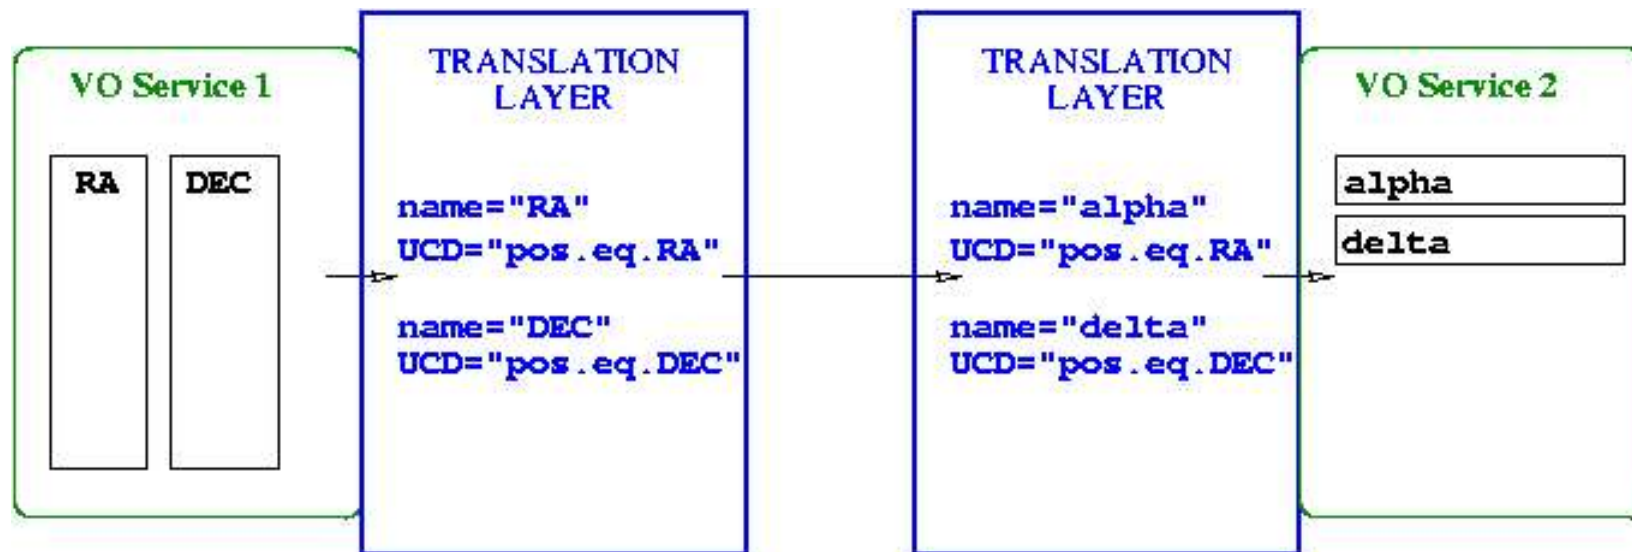 VO Service 1
RA
DEC
TRANSLATION
LAYER
name="RA"
UCD="pos.eq.RA"
name="DEC"
UCD="pos.eq.DEC"
TRANSLATION
LAYER
name="alpha"
UCD="pos.eq.RA"
name="delta"
UCD="pos.eq.DEC"
VO Service 2
alpha
delta